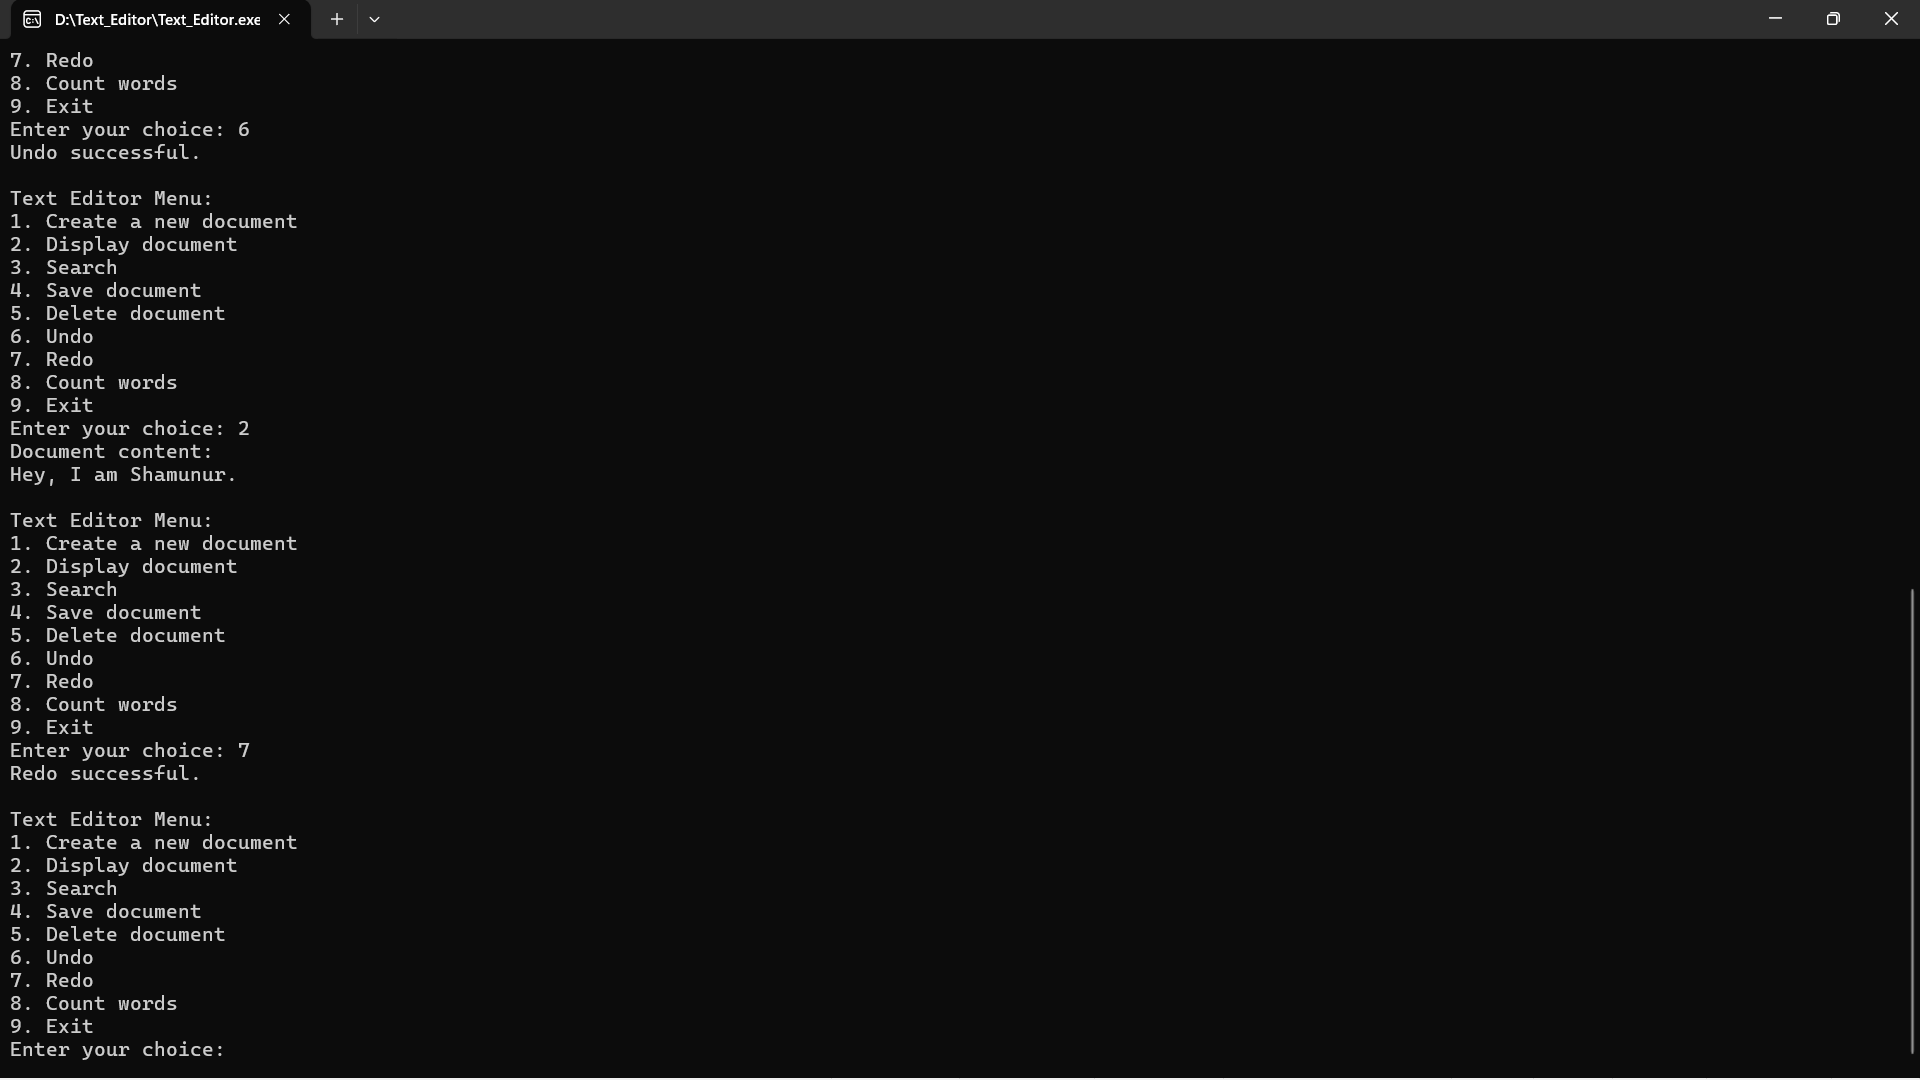 D:\Text_Editor\Text_Editor.exe
7. Redo
8. Count words
9. Exit
Enter your choice: 6
Undo successful.

Text Editor Menu:
1. Create a new document
2. Display document
3. Search
4. Save document
5. Delete document
6. Undo
7. Redo
8. Count words
9. Exit
Enter your choice: 2
Document content:
Hey, I am Shamunur.

Text Editor Menu:
1. Create a new document
2. Display document
3. Search
4. Save document
5. Delete document
6. Undo
7. Redo
8. Count words
9. Exit
Enter your choice: 7
Redo successful.

Text Editor Menu:
1. Create a new document
2. Display document
3. Search
4. Save document
5. Delete document
6. Undo
7. Redo
8. Count words
9. Exit
Enter your choice: